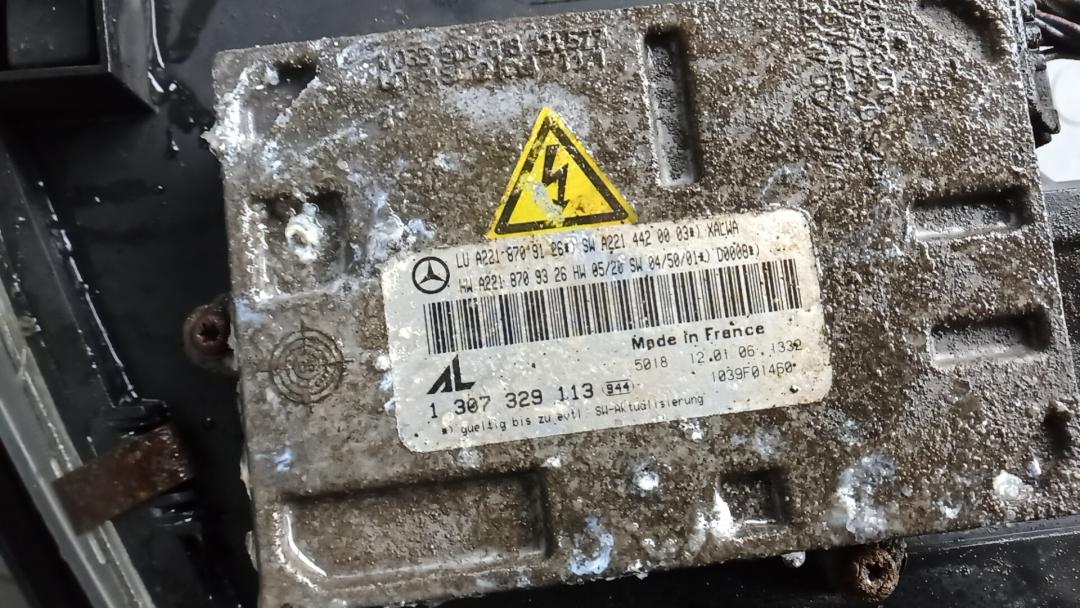 LU A221 870 91 26*) SW A221 442 00 03*) XALWA
HW A221 870 93 26 HW 05/20 SW 04/50/01*) D0008*)
Made in France
5018 12.01.06 1332
AL
1039F01460*
1 307 329 113 944
*) gueltig bis zu evtl. SW-Aktualisierung